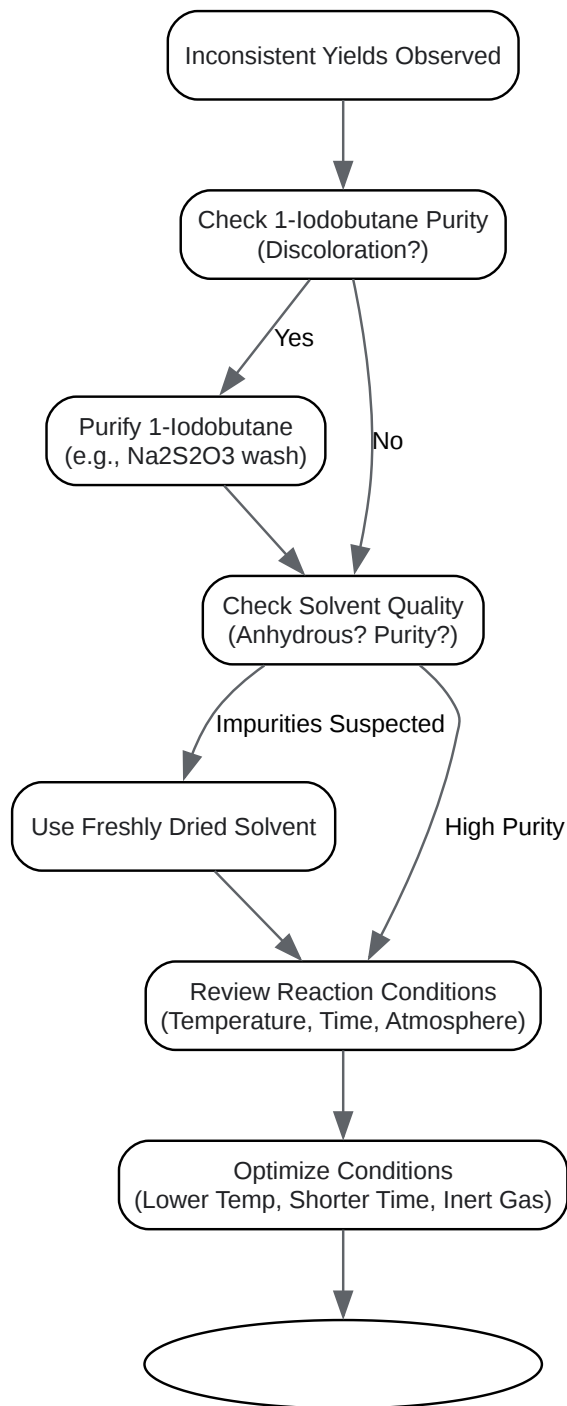 Inconsistent Yields Observed
Check 1-Iodobutane Purity
(Discoloration?)
Yes
Purify 1-Iodobutane
(e.g., Na2S2O3 wash)
No
Check Solvent Quality
(Anhydrous? Purity?)
Impurities Suspected
Use Freshly Dried Solvent
High Purity
Review Reaction Conditions
(Temperature, Time, Atmosphere)
Optimize Conditions
(Lower Temp, Shorter Time, Inert Gas)